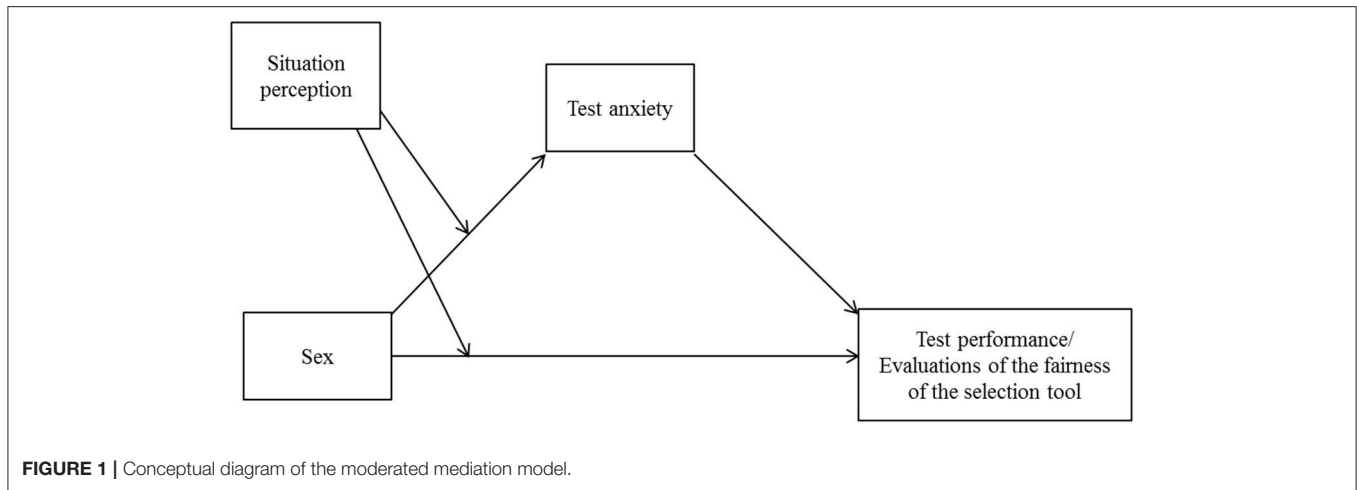 Situation
perception
Test anxiety
Sex
Test performance/
Evaluations of the fairness
of the selection tool
FIGURE 1 | Conceptual diagram of the moderated mediation model.